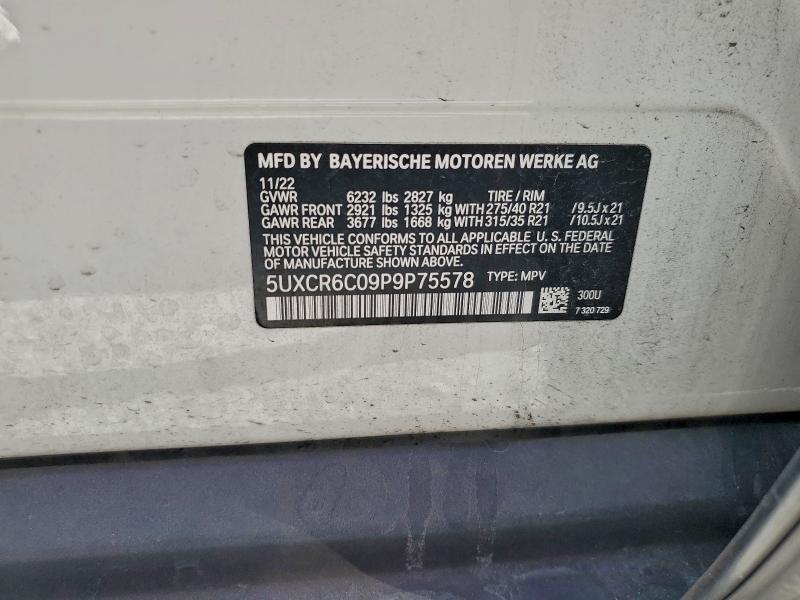 MFD BY BAYERISCHE MOTOREN WERKE AG
11/22
GVWR 6232 lbs 2827 kg TIRE / RIM
GAWR FRONT 2921 lbs 1325 kg WITH 275/40 R21 / 9.5J x 21
GAWR REAR 3677 lbs 1668 kg WITH 315/35 R21 / 10.5J x 21
THIS VEHICLE CONFORMS TO ALL APPLICABLE U. S. FEDERAL
MOTOR VEHICLE SAFETY STANDARDS IN EFFECT ON THE DATE
OF MANUFACTURE SHOWN ABOVE.
5UXCR6C09P9P75578 TYPE: MPV
300U
7 320 729